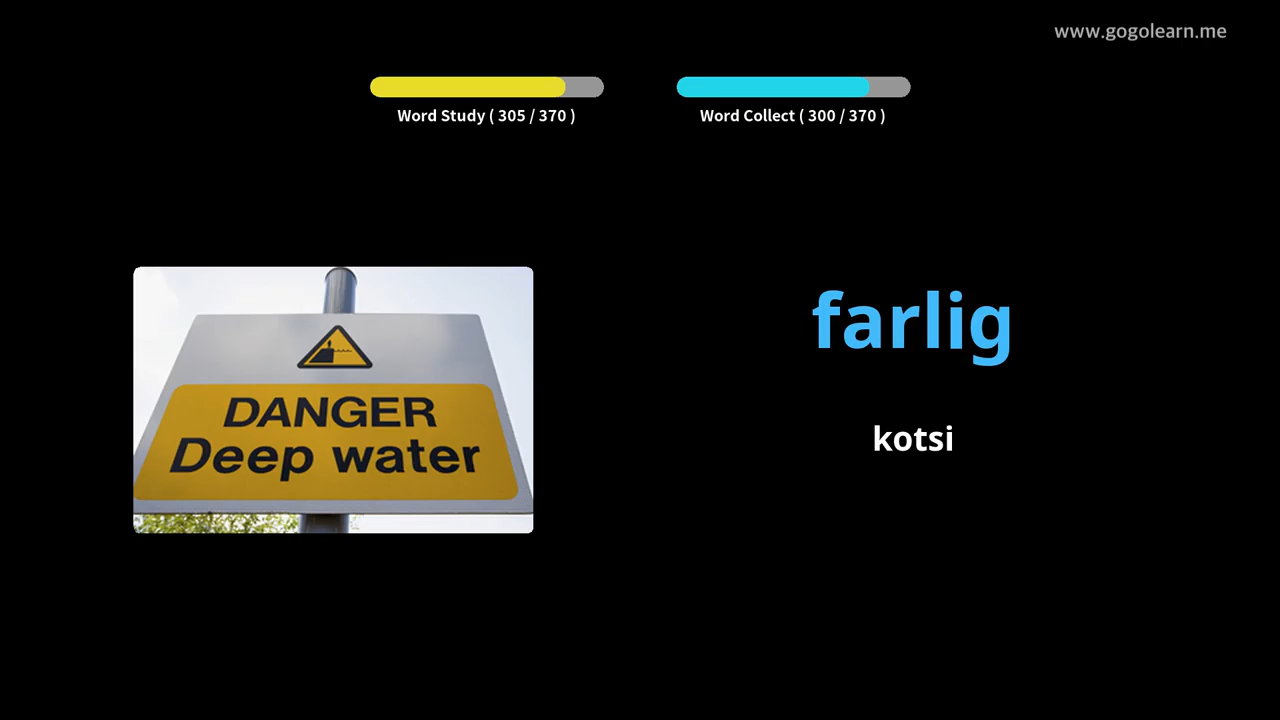 www.gogolearn.me
Word Study ( 305 / 370 )
Word Collect ( 300 / 370 )
DANGER
Deep water
farlig
kotsi